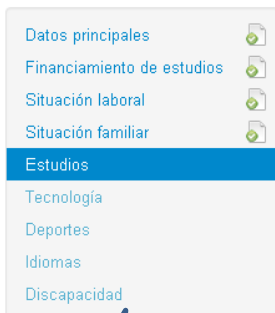 Datos principales
Financiamiento de estudios
Situación laboral
Situación familiar
Estudios
Tecnología
Deportes
Idiomas
Discapacidad